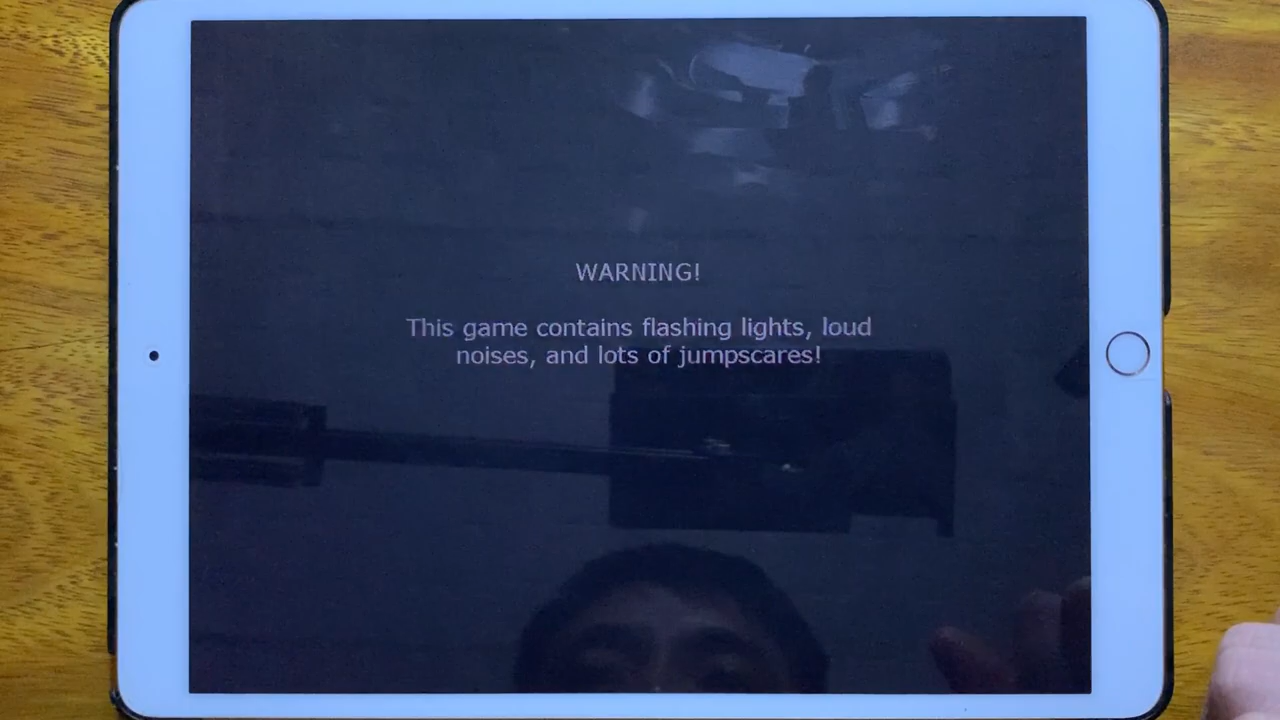 WARNING!
This game contains flashing lights, loud
noises, and lots of jumpscares!